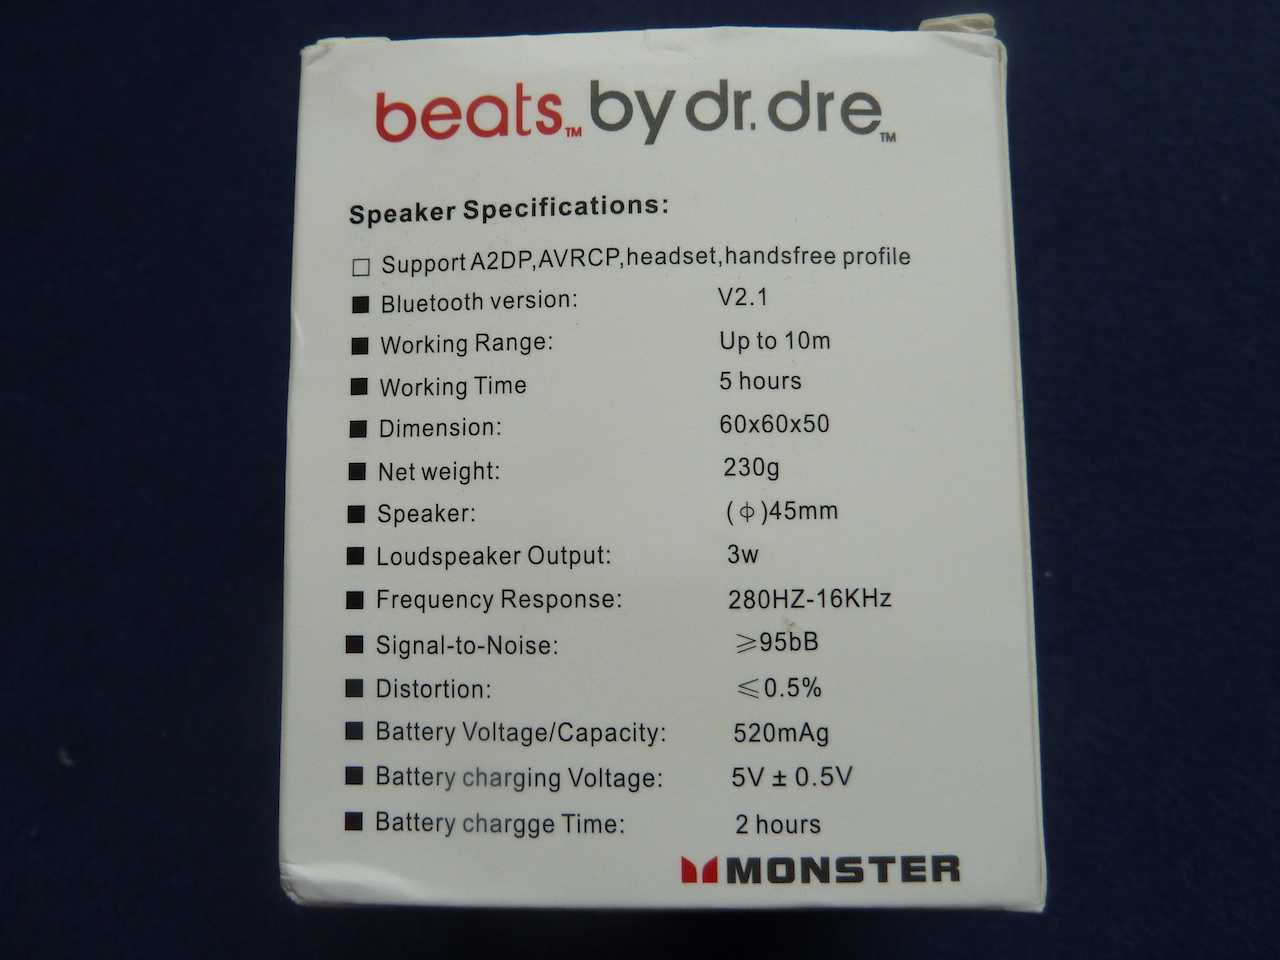 beats™ by dr. dre™
Speaker Specifications:
□ Support A2DP,AVRCP,headset,handsfree profile
■ Bluetooth version: V2.1
■ Working Range: Up to 10m
■ Working Time 5 hours
■ Dimension: 60x60x50
■ Net weight: 230g
■ Speaker: (Φ)45mm
■ Loudspeaker Output: 3w
■ Frequency Response: 280HZ-16KHz
■ Signal-to-Noise: ≥95bB
■ Distortion: ≤0.5%
■ Battery Voltage/Capacity: 520mAg
■ Battery charging Voltage: 5V ± 0.5V
■ Battery chargge Time: 2 hours
MONSTER